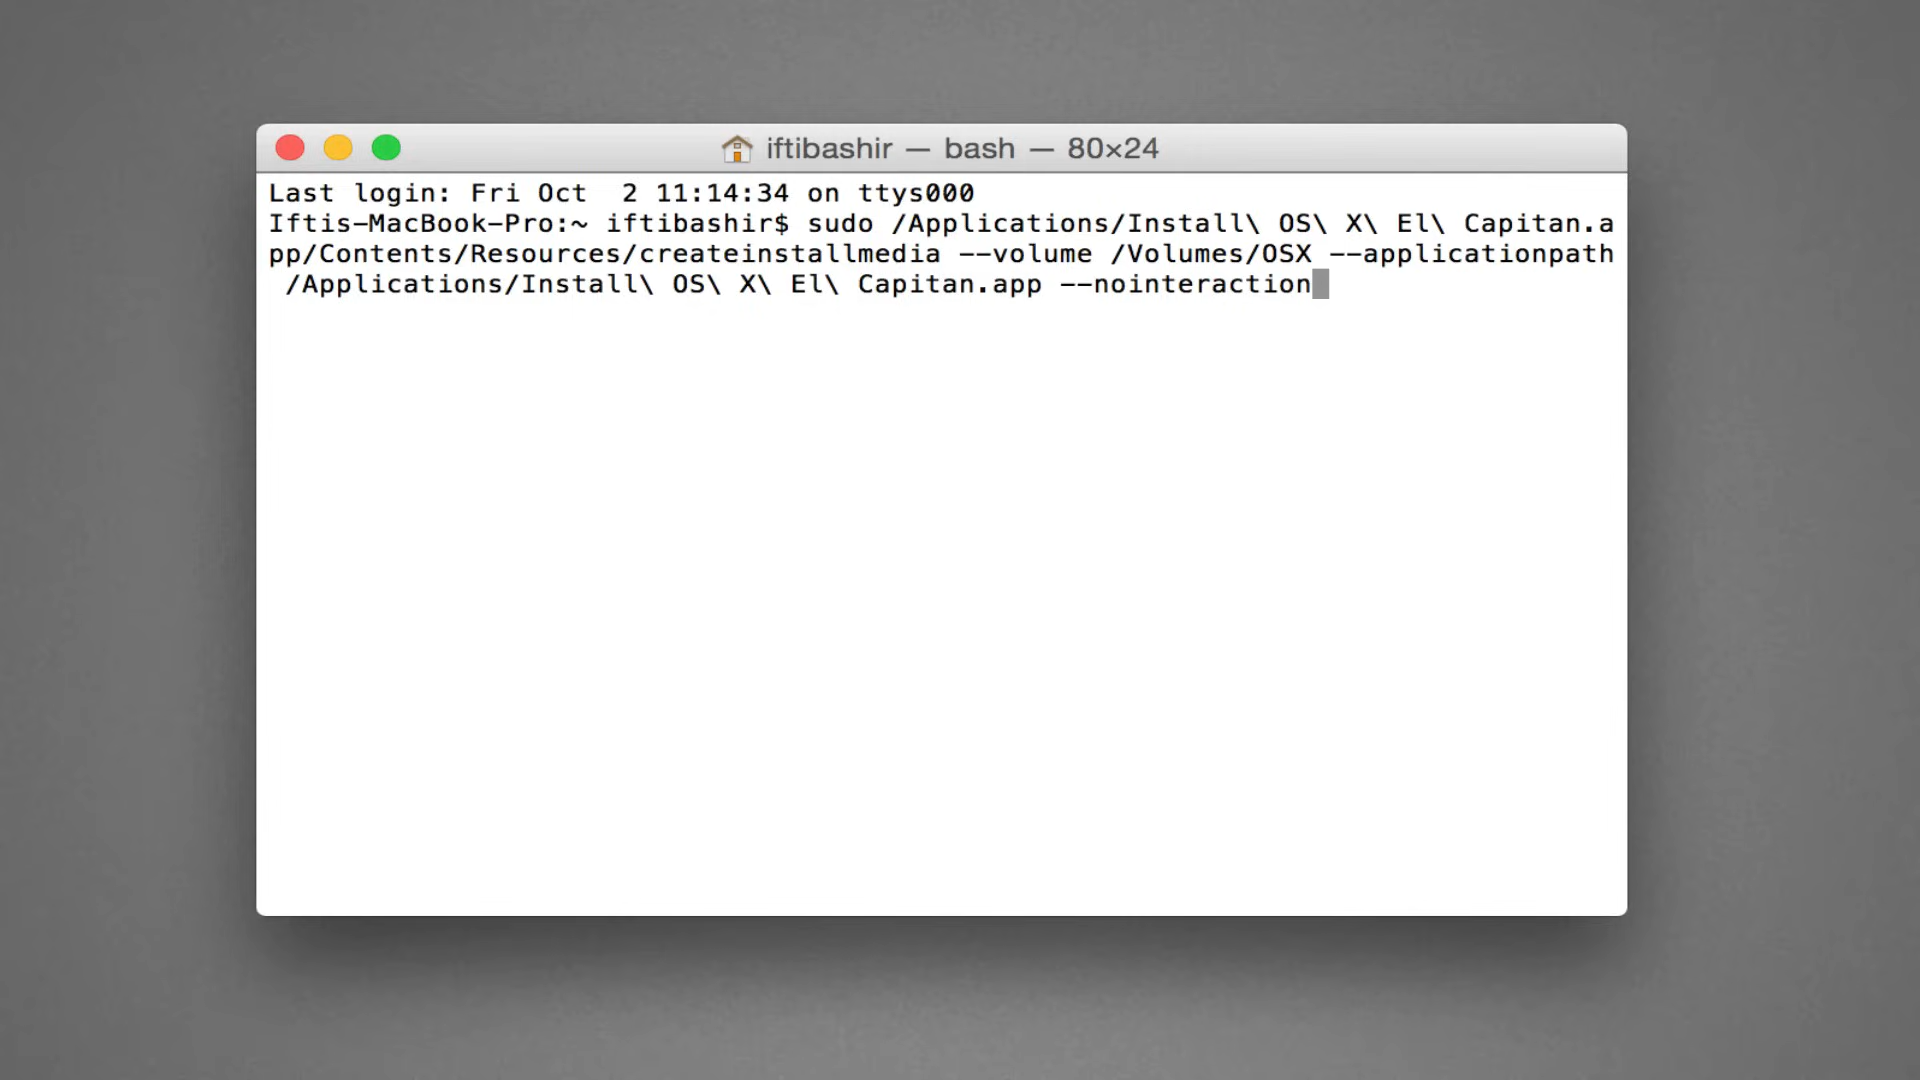 iftibashir — bash — 80×24
Last login: Fri Oct  2 11:14:34 on ttys000
Iftis-MacBook-Pro:~ iftibashir$ sudo /Applications/Install\ OS\ X\ El\ Capitan.a
pp/Contents/Resources/createinstallmedia --volume /Volumes/OSX --applicationpath
 /Applications/Install\ OS\ X\ El\ Capitan.app --nointeraction